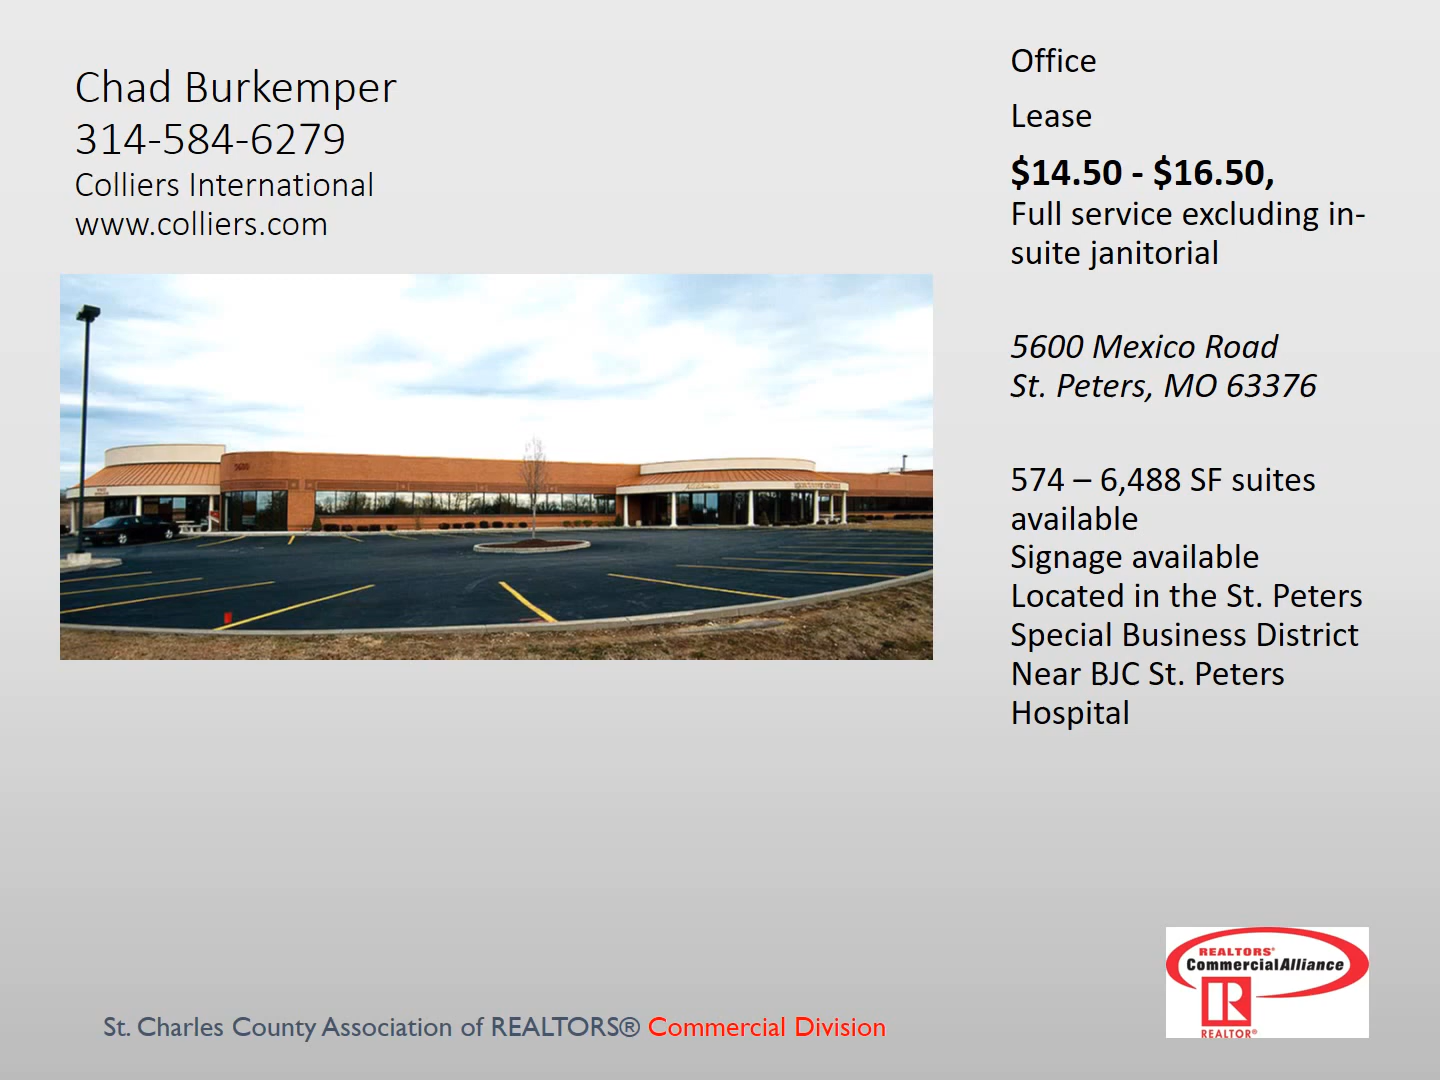 Chad Burkemper
314-584-6279
Colliers International
www.colliers.com
Office
Lease
$14.50 - $16.50,
Full service excluding in-
suite janitorial
5600 Mexico Road
St. Peters, MO 63376
574 – 6,488 SF suites
available
Signage available
Located in the St. Peters
Special Business District
Near BJC St. Peters
Hospital
5600
St. Charles County Association of REALTORS® Commercial Division
REALTORS®
CommercialAlliance
REALTOR®